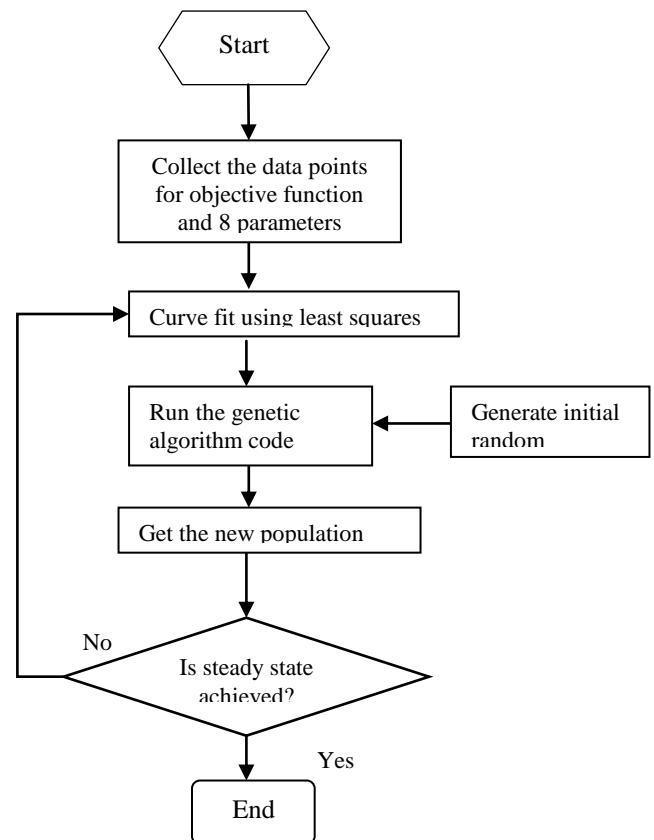 Start
Collect the data points
for objective function
and 8 parameters
Curve fit using least squares
Run the genetic
algorithm code
Generate initial
random
Get the new population
No
Is steady state
achieved?
Yes
End